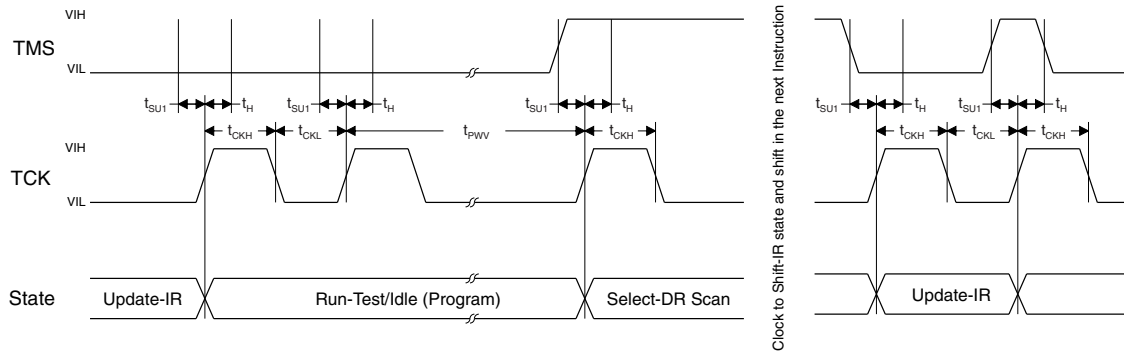 VIH
TMS
VIL
tSU1 tH tSU1 tH tSU1 tH tSU1 tH tSU1 tH
tCKH tCKL tPWV tCKH tCKH tCKL tCKH
VIH
TCK
VIL
Clock to Shift-IR state and shift in the next Instruction
State Update-IR Run-Test/Idle (Program) Select-DR Scan Update-IR